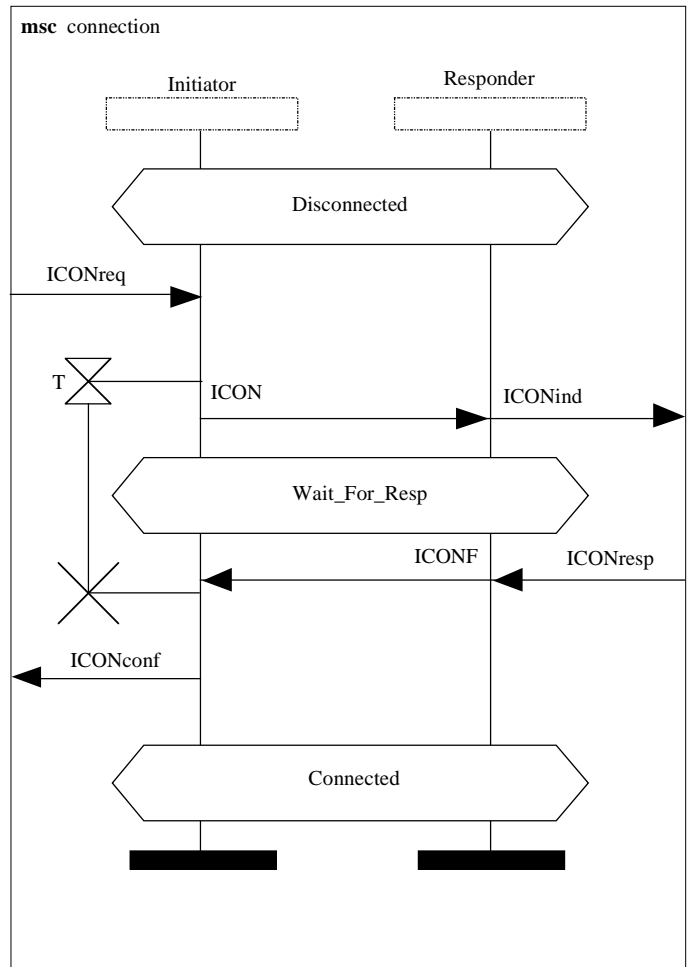 msc connection
Initiator
Responder
Disconnected
ICONreq
T
ICON
ICONind
Wait_For_Resp
ICONF
ICONresp
ICONconf
Connected